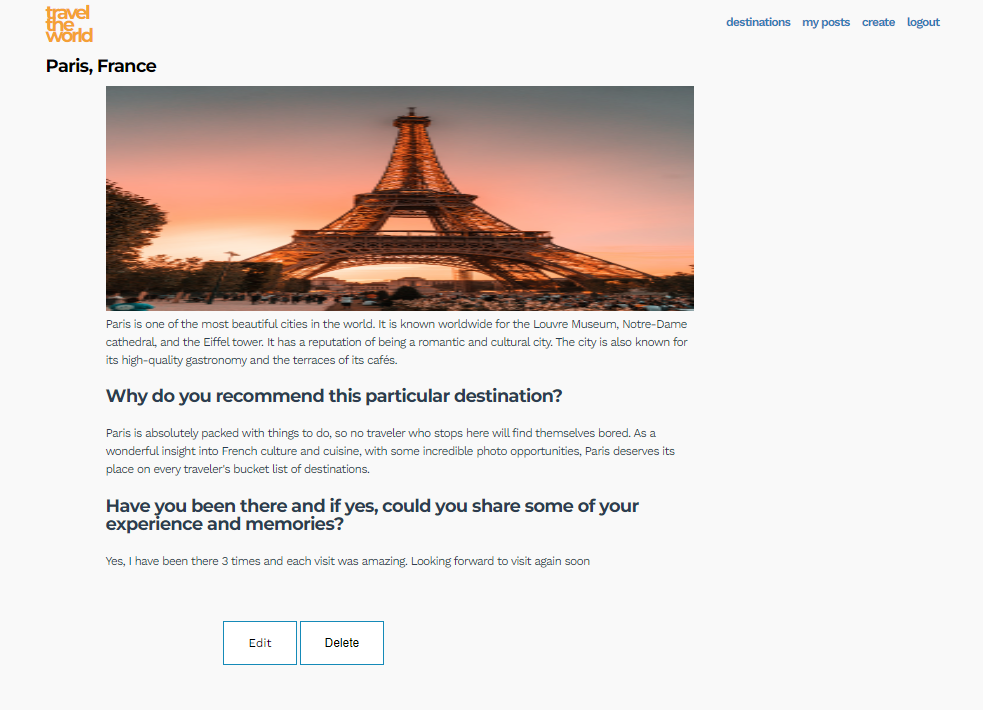 travel
the
world
destinations my posts create logout
Paris, France
Paris is one of the most beautiful cities in the world. It is known worldwide for the Louvre Museum, Notre-Dame
cathedral, and the Eiffel tower. It has a reputation of being a romantic and cultural city. The city is also known for
its high-quality gastronomy and the terraces of its cafés.
Why do you recommend this particular destination?
Paris is absolutely packed with things to do, so no traveler who stops here will find themselves bored. As a
wonderful insight into French culture and cuisine, with some incredible photo opportunities, Paris deserves its
place on every traveler's bucket list of destinations.
Have you been there and if yes, could you share some of your
experience and memories?
Yes, I have been there 3 times and each visit was amazing. Looking forward to visit again soon
Edit Delete